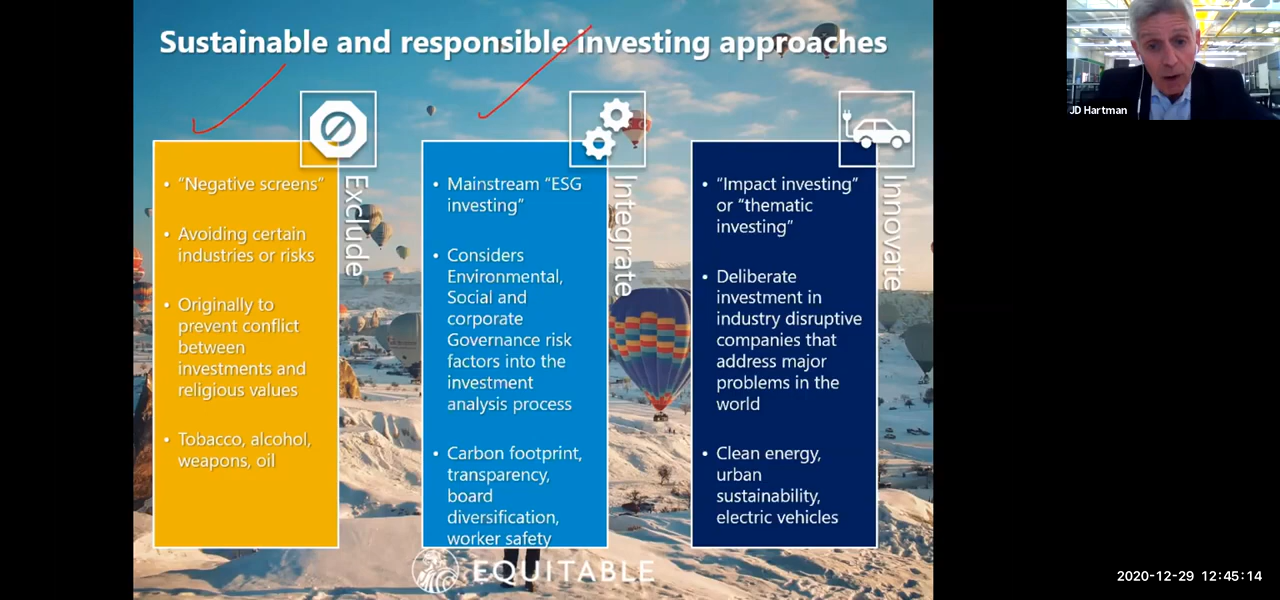 Sustainable and responsible investing approaches
JD Hartman
Exclude
• “Negative screens”
• Avoiding certain
industries or risks
• Originally to
prevent conflict
between
investments and
religious values
• Tobacco, alcohol,
weapons, oil
Integrate
• Mainstream “ESG
investing”
• Considers
Environmental,
Social and
corporate
Governance risk
factors into the
investment
analysis process
• Carbon footprint,
transparency,
board
diversification,
worker safety
Innovate
• “Impact investing”
or “thematic
investing”
• Deliberate
investment in
industry disruptive
companies that
address major
problems in the
world
• Clean energy,
urban
sustainability,
electric vehicles
EQUITABLE
2020-12-29 12:45:14